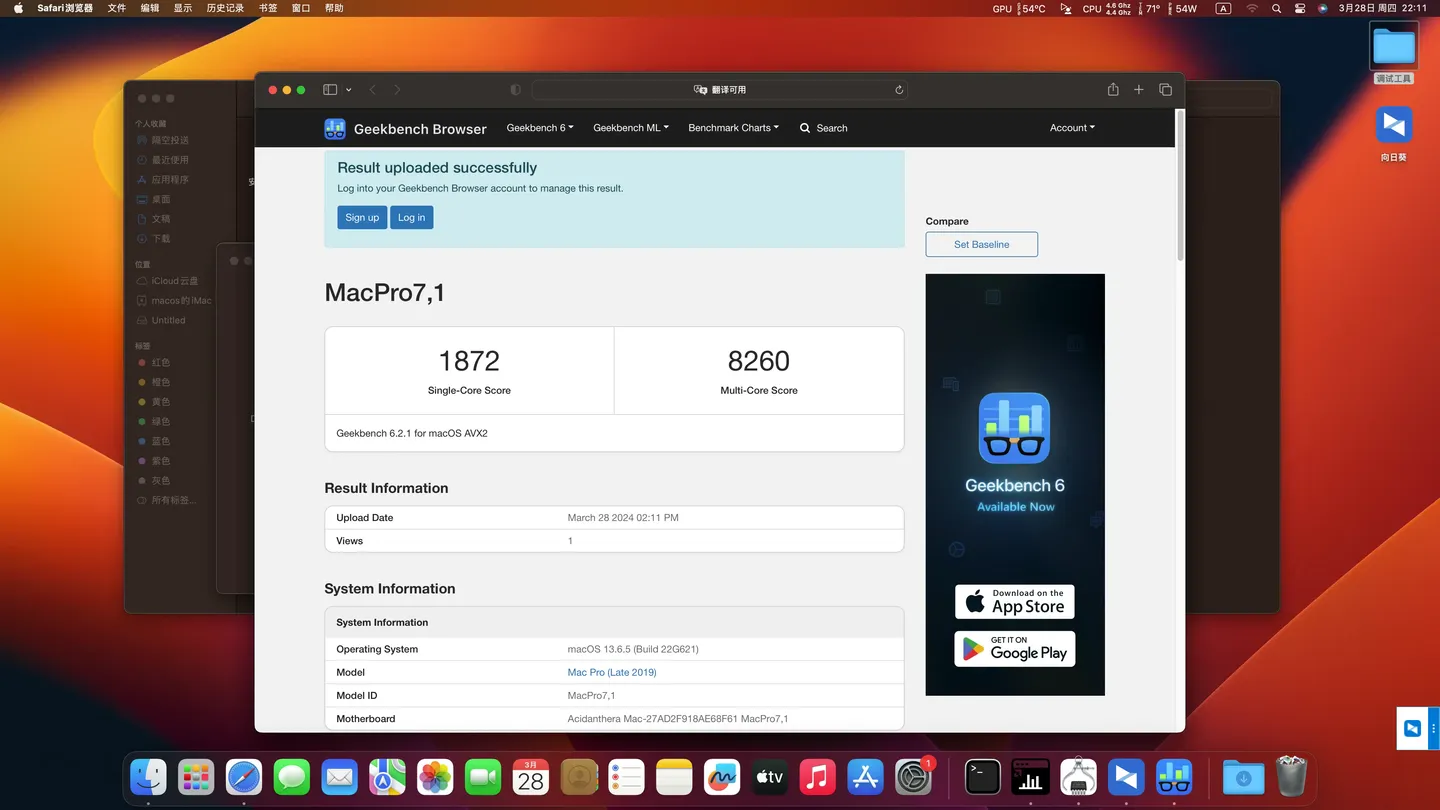 Safari浏览器 文件 编辑 显示 历史记录 书签 窗口 帮助
GPU 54°C CPU 4.6 Ghz 4.4 Ghz 71° 54W A 3月28日 周四 22:11
调试工具
向日葵
个人收藏
隔空投送
最近使用
应用程序
桌面
文稿
下载
位置
iCloud云盘
macos的iMac
Untitled
标签
红色
橙色
黄色
绿色
蓝色
紫色
灰色
所有标签...
翻译可用
Geekbench Browser Geekbench 6 Geekbench ML Benchmark Charts Search Account
Result uploaded successfully
Log into your Geekbench Browser account to manage this result.
Sign up Log in
Compare
Set Baseline
MacPro7,1
1872 8260
Single-Core Score Multi-Core Score
Geekbench 6.2.1 for macOS AVX2
Result Information
Upload Date March 28 2024 02:11 PM
Views 1
System Information
System Information
Operating System macOS 13.6.5 (Build 22G621)
Model Mac Pro (Late 2019)
Model ID MacPro7,1
Motherboard Acidanthera Mac-27AD2F918AE68F61 MacPro7,1
Geekbench 6
Available Now
Download on the
App Store
GET IT ON
Google Play
3月
28
tv
1